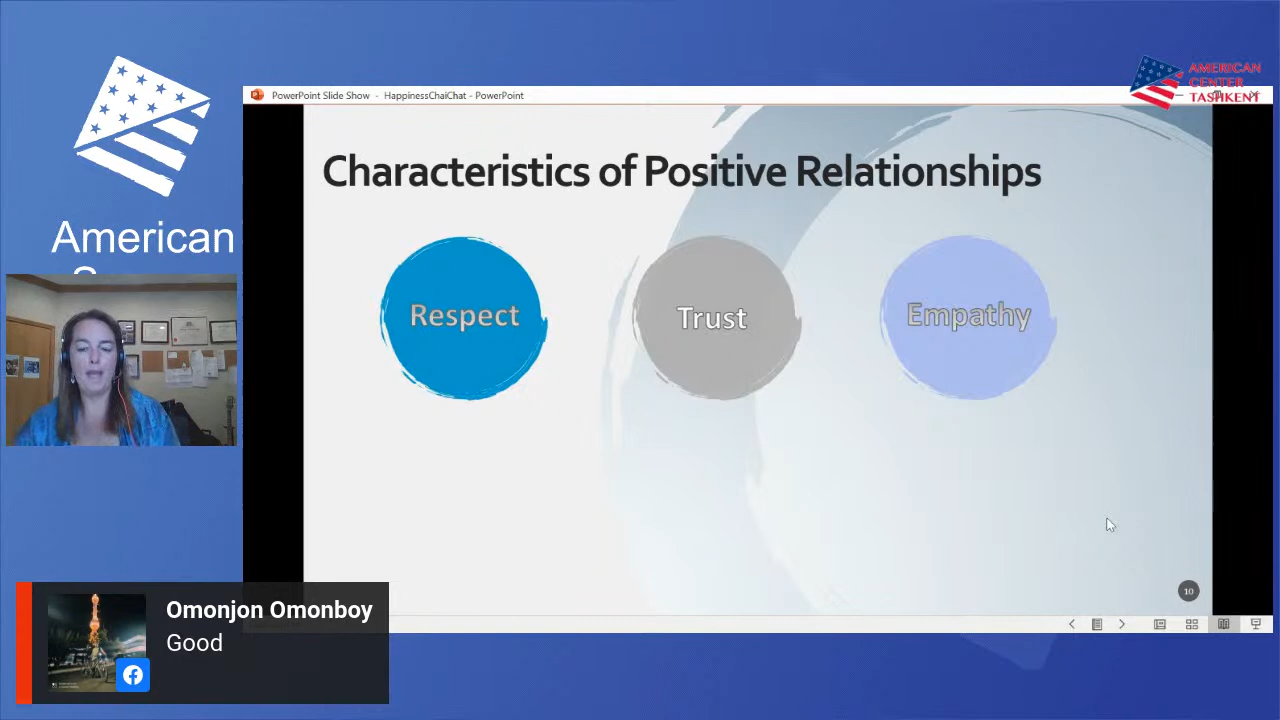 AMERICAN
CENTER
TASHKENT
PowerPoint Slide Show - HappinessChaiChat - PowerPoint
American
Characteristics of Positive Relationships
Respect
Trust
Empathy
10
Omonjon Omonboy
Good